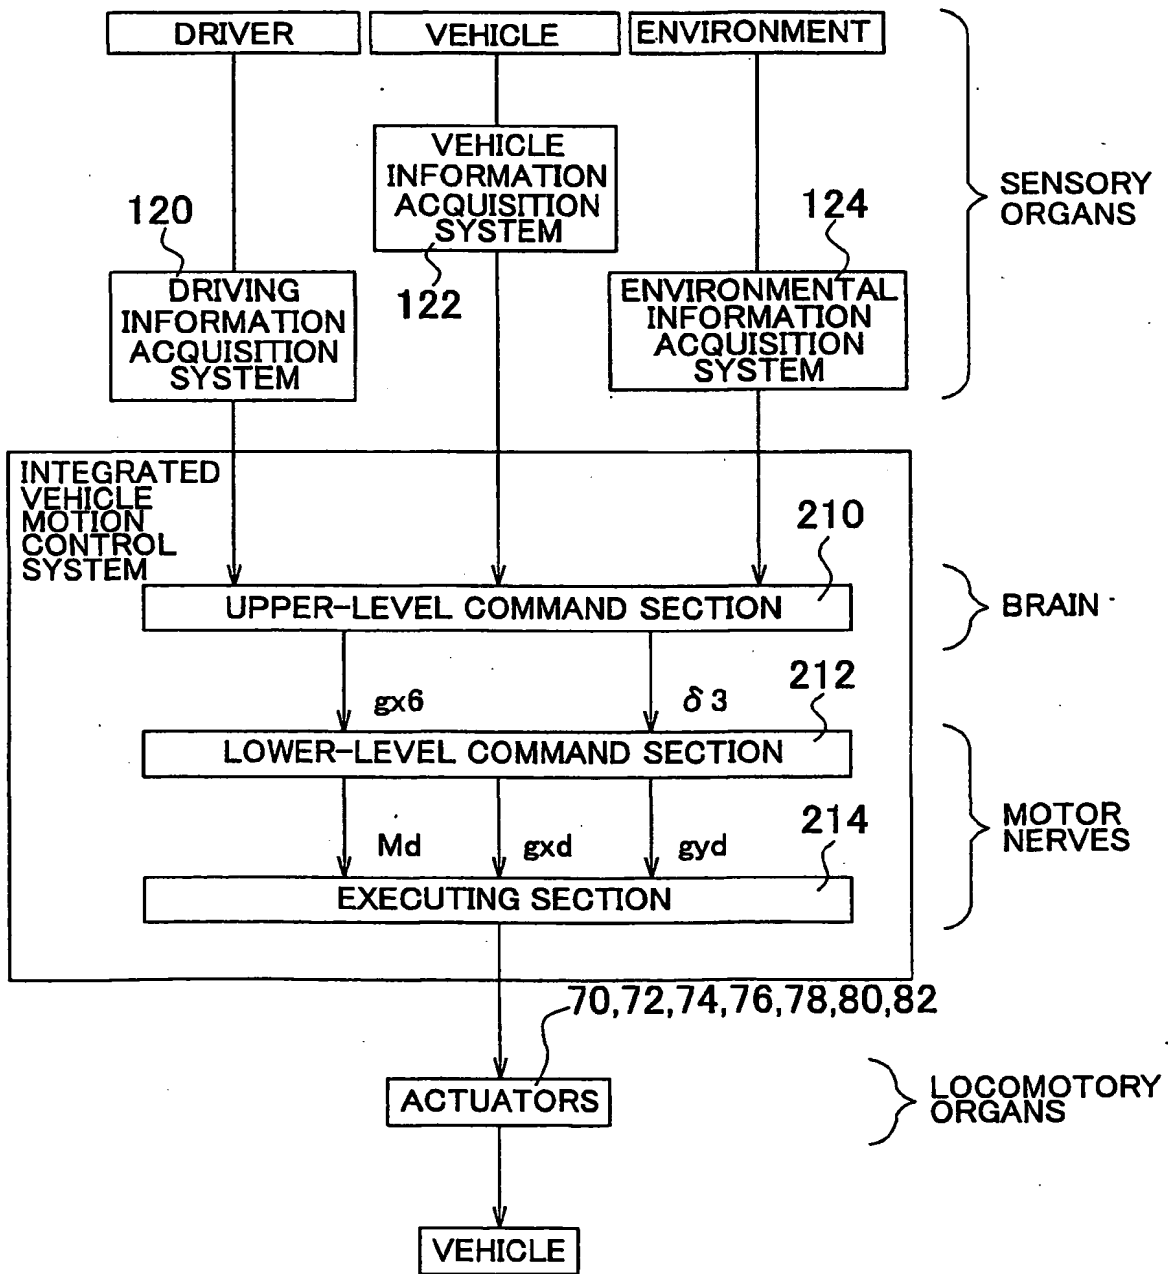 DRIVER
VEHICLE
ENVIRONMENT
VEHICLE
INFORMATION
ACQUISITION
SYSTEM
SENSORY
ORGANS
120
122
124
DRIVING
INFORMATION
ACQUISITION
SYSTEM
ENVIRONMENTAL
INFORMATION
ACQUISITION
SYSTEM
INTEGRATED
VEHICLE
MOTION
CONTROL
SYSTEM
210
UPPER-LEVEL COMMAND SECTION
BRAIN
gx6
δ3
212
LOWER-LEVEL COMMAND SECTION
MOTOR
NERVES
Md
gxd
gyd
214
EXECUTING SECTION
70,72,74,76,78,80,82
ACTUATORS
LOCOMOTORY
ORGANS
VEHICLE